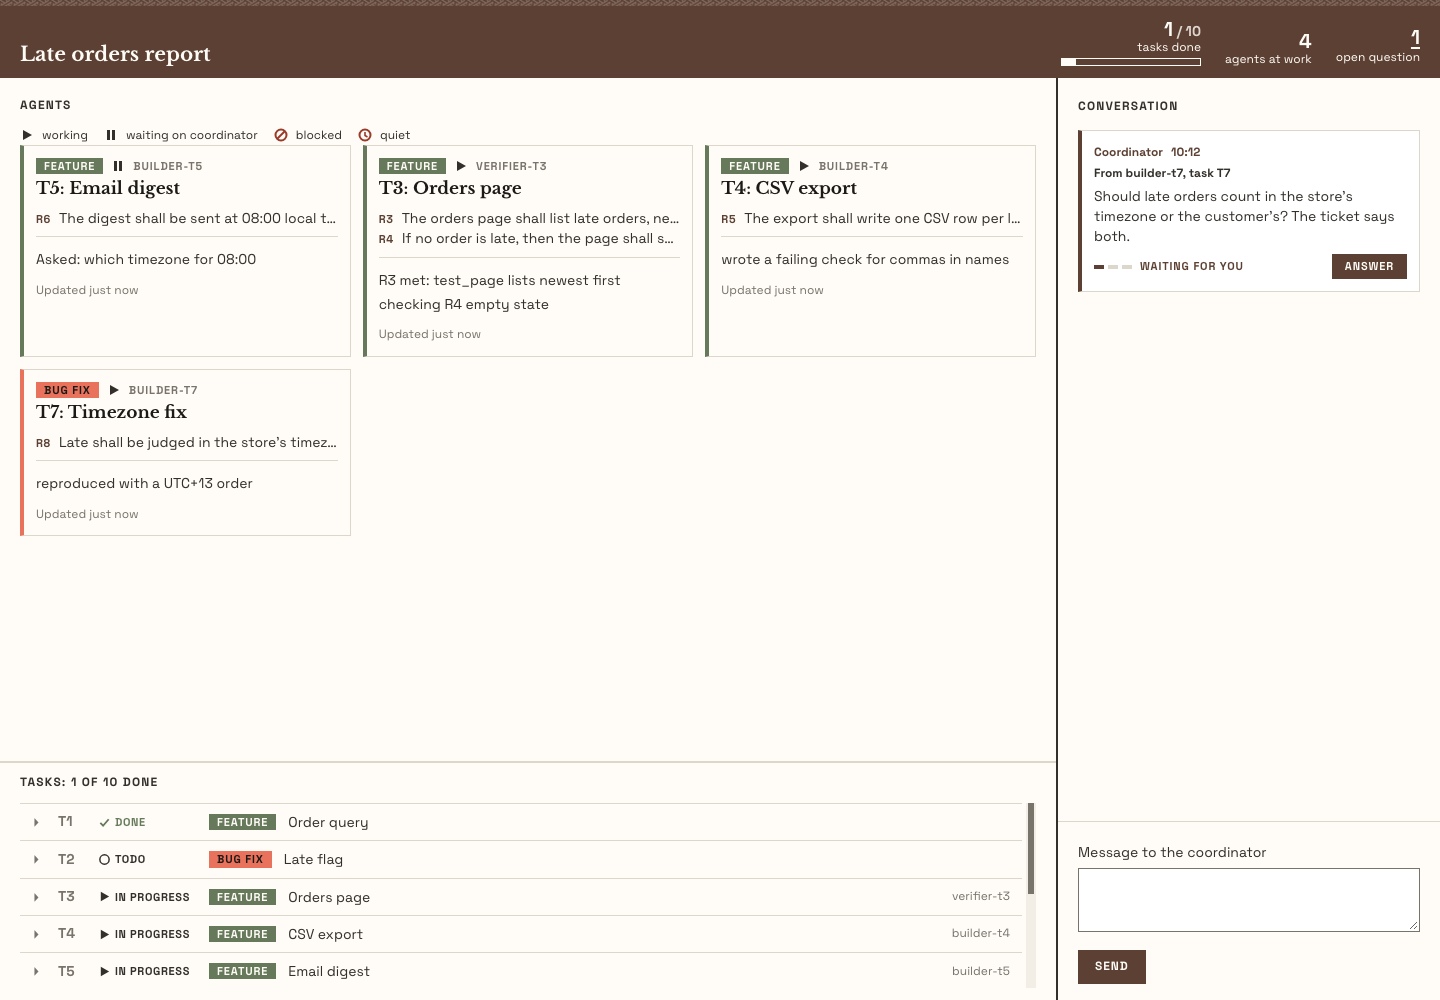 Late orders report
1 / 10
tasks done
4
agents at work
1
open question
AGENTS
working waiting on coordinator blocked quiet
FEATURE BUILDER-T5
T5: Email digest
R6 The digest shall be sent at 08:00 local t…
Asked: which timezone for 08:00
Updated just now
FEATURE VERIFIER-T3
T3: Orders page
R3 The orders page shall list late orders, ne…
R4 If no order is late, then the page shall s…
R3 met: test_page lists newest first
checking R4 empty state
Updated just now
FEATURE BUILDER-T4
T4: CSV export
R5 The export shall write one CSV row per l…
wrote a failing check for commas in names
Updated just now
BUG FIX BUILDER-T7
T7: Timezone fix
R8 Late shall be judged in the store’s timez…
reproduced with a UTC+13 order
Updated just now
TASKS: 1 OF 10 DONE
T1 DONE FEATURE Order query
T2 TODO BUG FIX Late flag
T3 IN PROGRESS FEATURE Orders page verifier-t3
T4 IN PROGRESS FEATURE CSV export builder-t4
T5 IN PROGRESS FEATURE Email digest builder-t5
CONVERSATION
Coordinator 10:12
From builder-t7, task T7
Should late orders count in the store’s
timezone or the customer’s? The ticket says
both.
WAITING FOR YOU ANSWER
Message to the coordinator
SEND